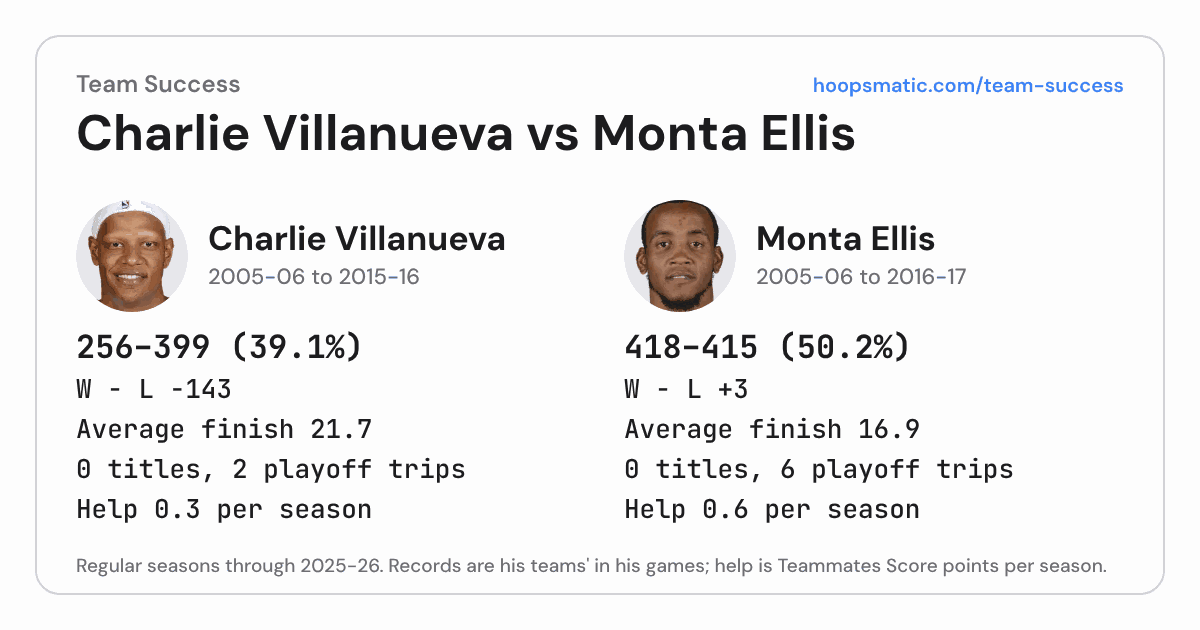 Team Success
hoopsmatic.com/team-success
Charlie Villanueva vs Monta Ellis
Charlie Villanueva
2005-06 to 2015-16
256-399 (39.1%)
W - L -143
Average finish 21.7
0 titles, 2 playoff trips
Help 0.3 per season
Monta Ellis
2005-06 to 2016-17
418-415 (50.2%)
W - L +3
Average finish 16.9
0 titles, 6 playoff trips
Help 0.6 per season
Regular seasons through 2025-26. Records are his teams' in his games; help is Teammates Score points per season.